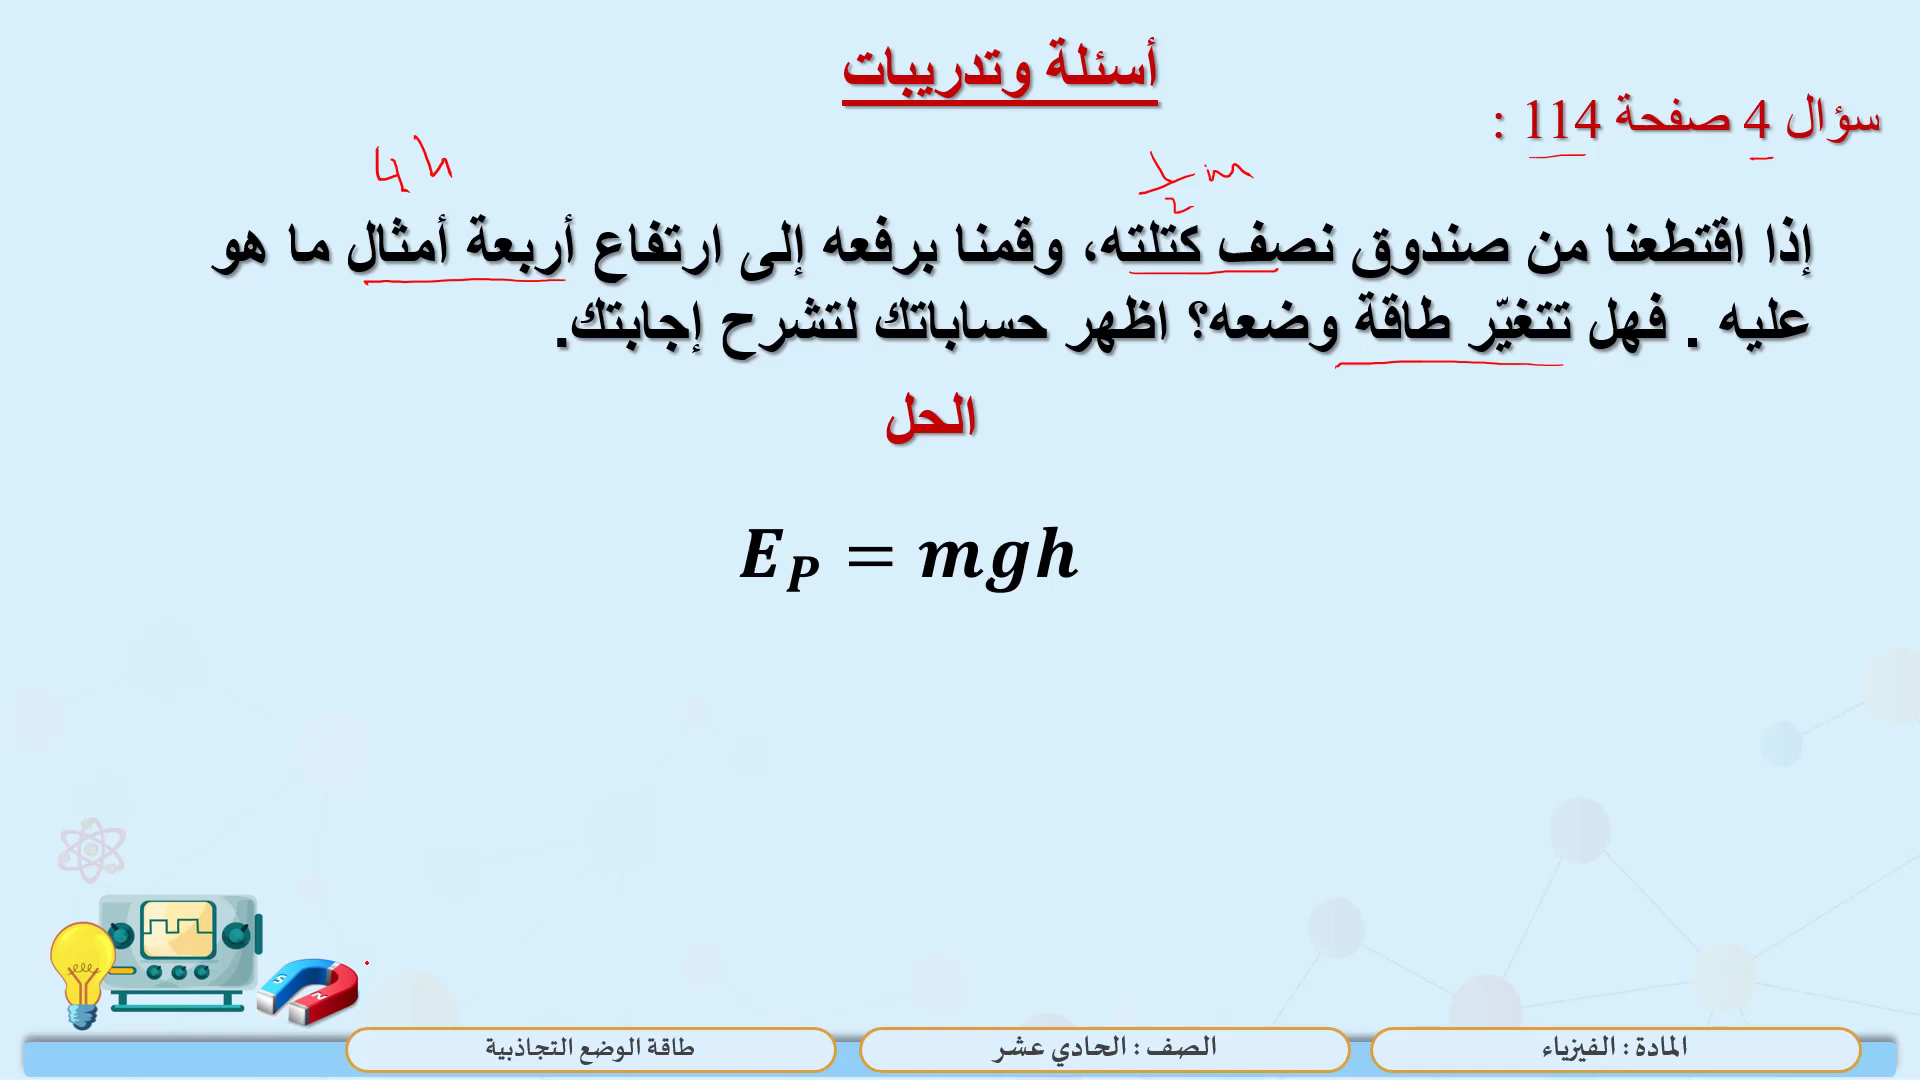 أسئلة وتدريبات
سؤال 4 صفحة 114 :
1/2 m
4h
إذا اقتطعنا من صندوق نصف كتلته، وقمنا برفعه إلى ارتفاع أربعة أمثال ما هو
عليه . فهل تتغيّر طاقة وضعه؟ اظهر حساباتك لتشرح إجابتك.
الحل
E_P = mgh
S
N
المادة : الفيزياء
الصف : الحادي عشر
طاقة الوضع التجاذبية